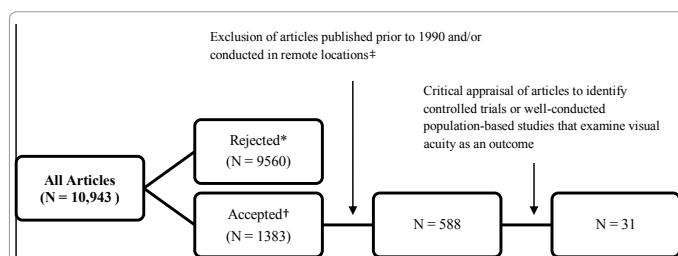 Exclusion of articles published prior to 1990 and/or
conducted in remote locations‡
Critical appraisal of articles to identify
controlled trials or well-conducted
population-based studies that examine visual
acuity as an outcome
Rejected*
(N = 9560)
All Articles
(N = 10,943 )
Accepted†
(N = 1383)
N = 588
N = 31